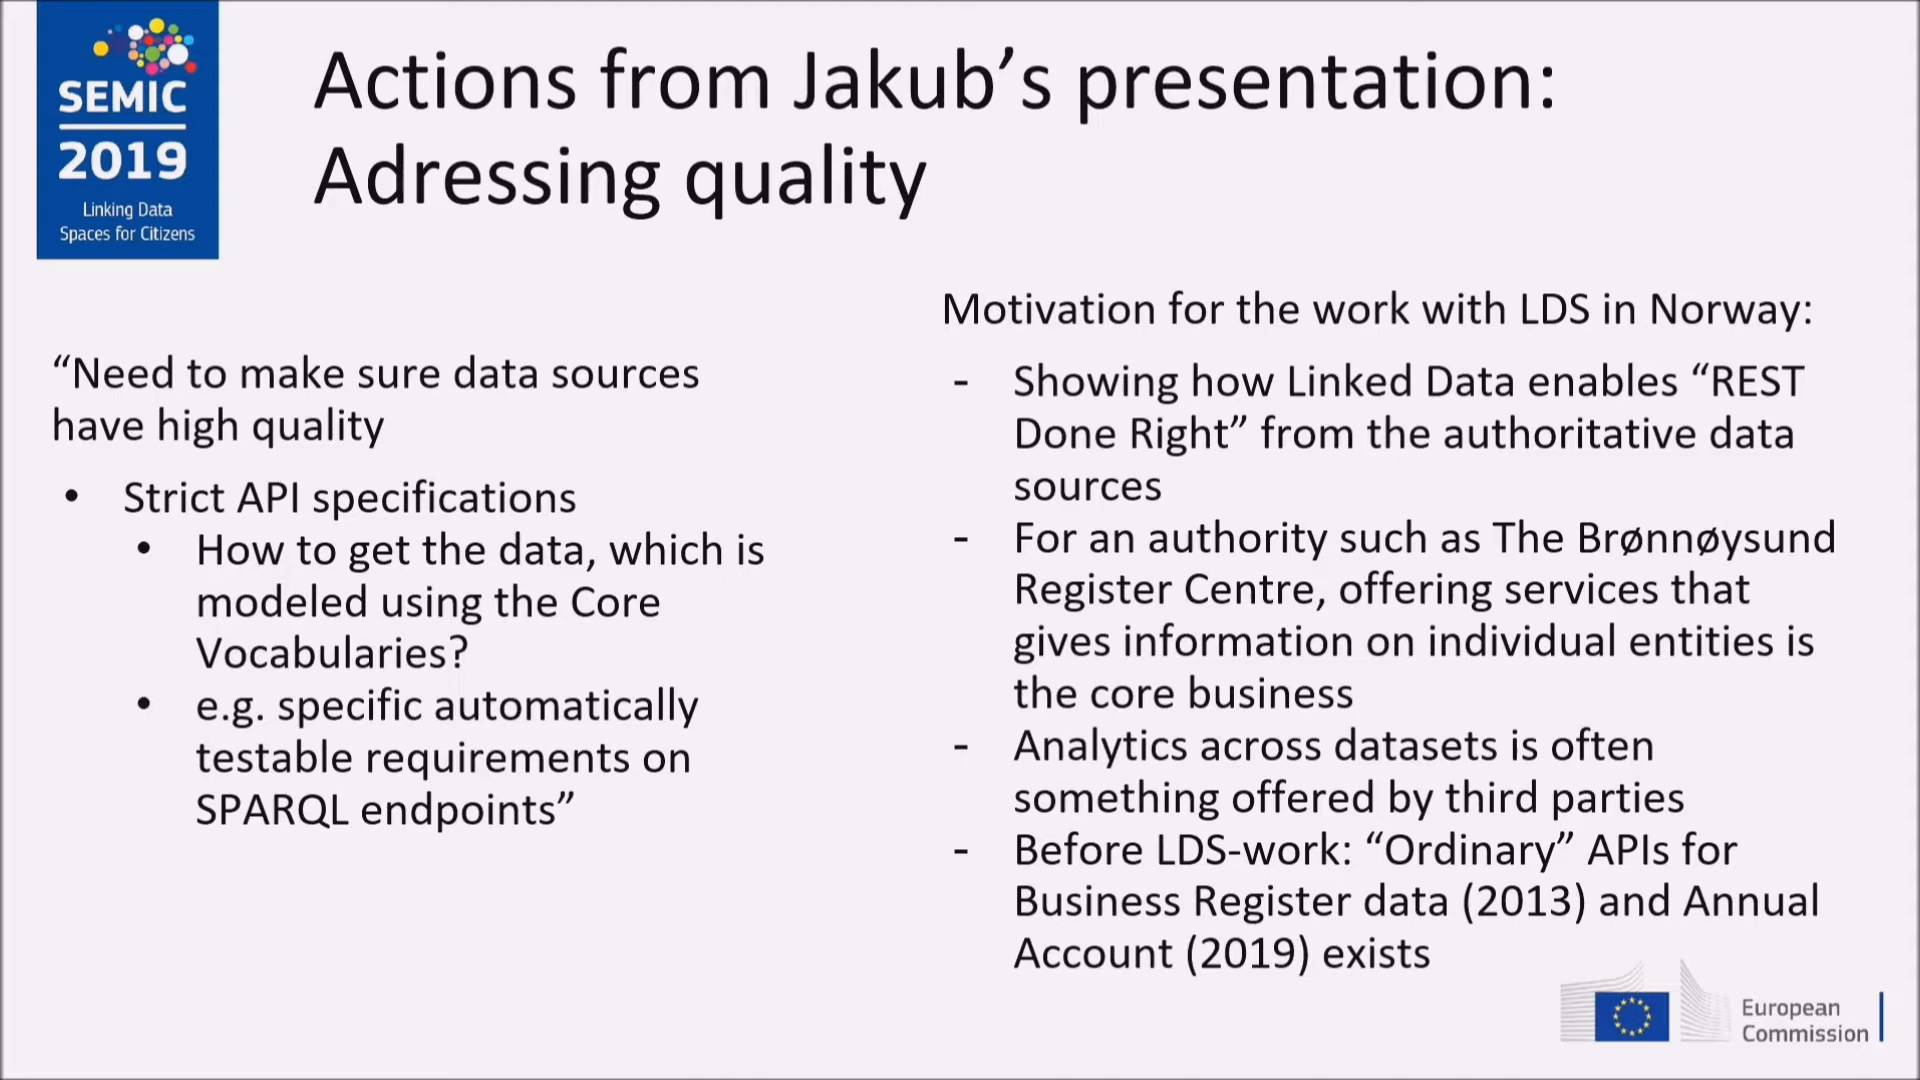 SEMIC
2019
Linking Data
Spaces for Citizens
Actions from Jakub’s presentation:
Adressing quality
“Need to make sure data sources
have high quality
• Strict API specifications
• How to get the data, which is
modeled using the Core
Vocabularies?
• e.g. specific automatically
testable requirements on
SPARQL endpoints”
Motivation for the work with LDS in Norway:
- Showing how Linked Data enables “REST
Done Right” from the authoritative data
sources
- For an authority such as The Brønnøysund
Register Centre, offering services that
gives information on individual entities is
the core business
- Analytics across datasets is often
something offered by third parties
- Before LDS-work: “Ordinary” APIs for
Business Register data (2013) and Annual
Account (2019) exists
European
Commission